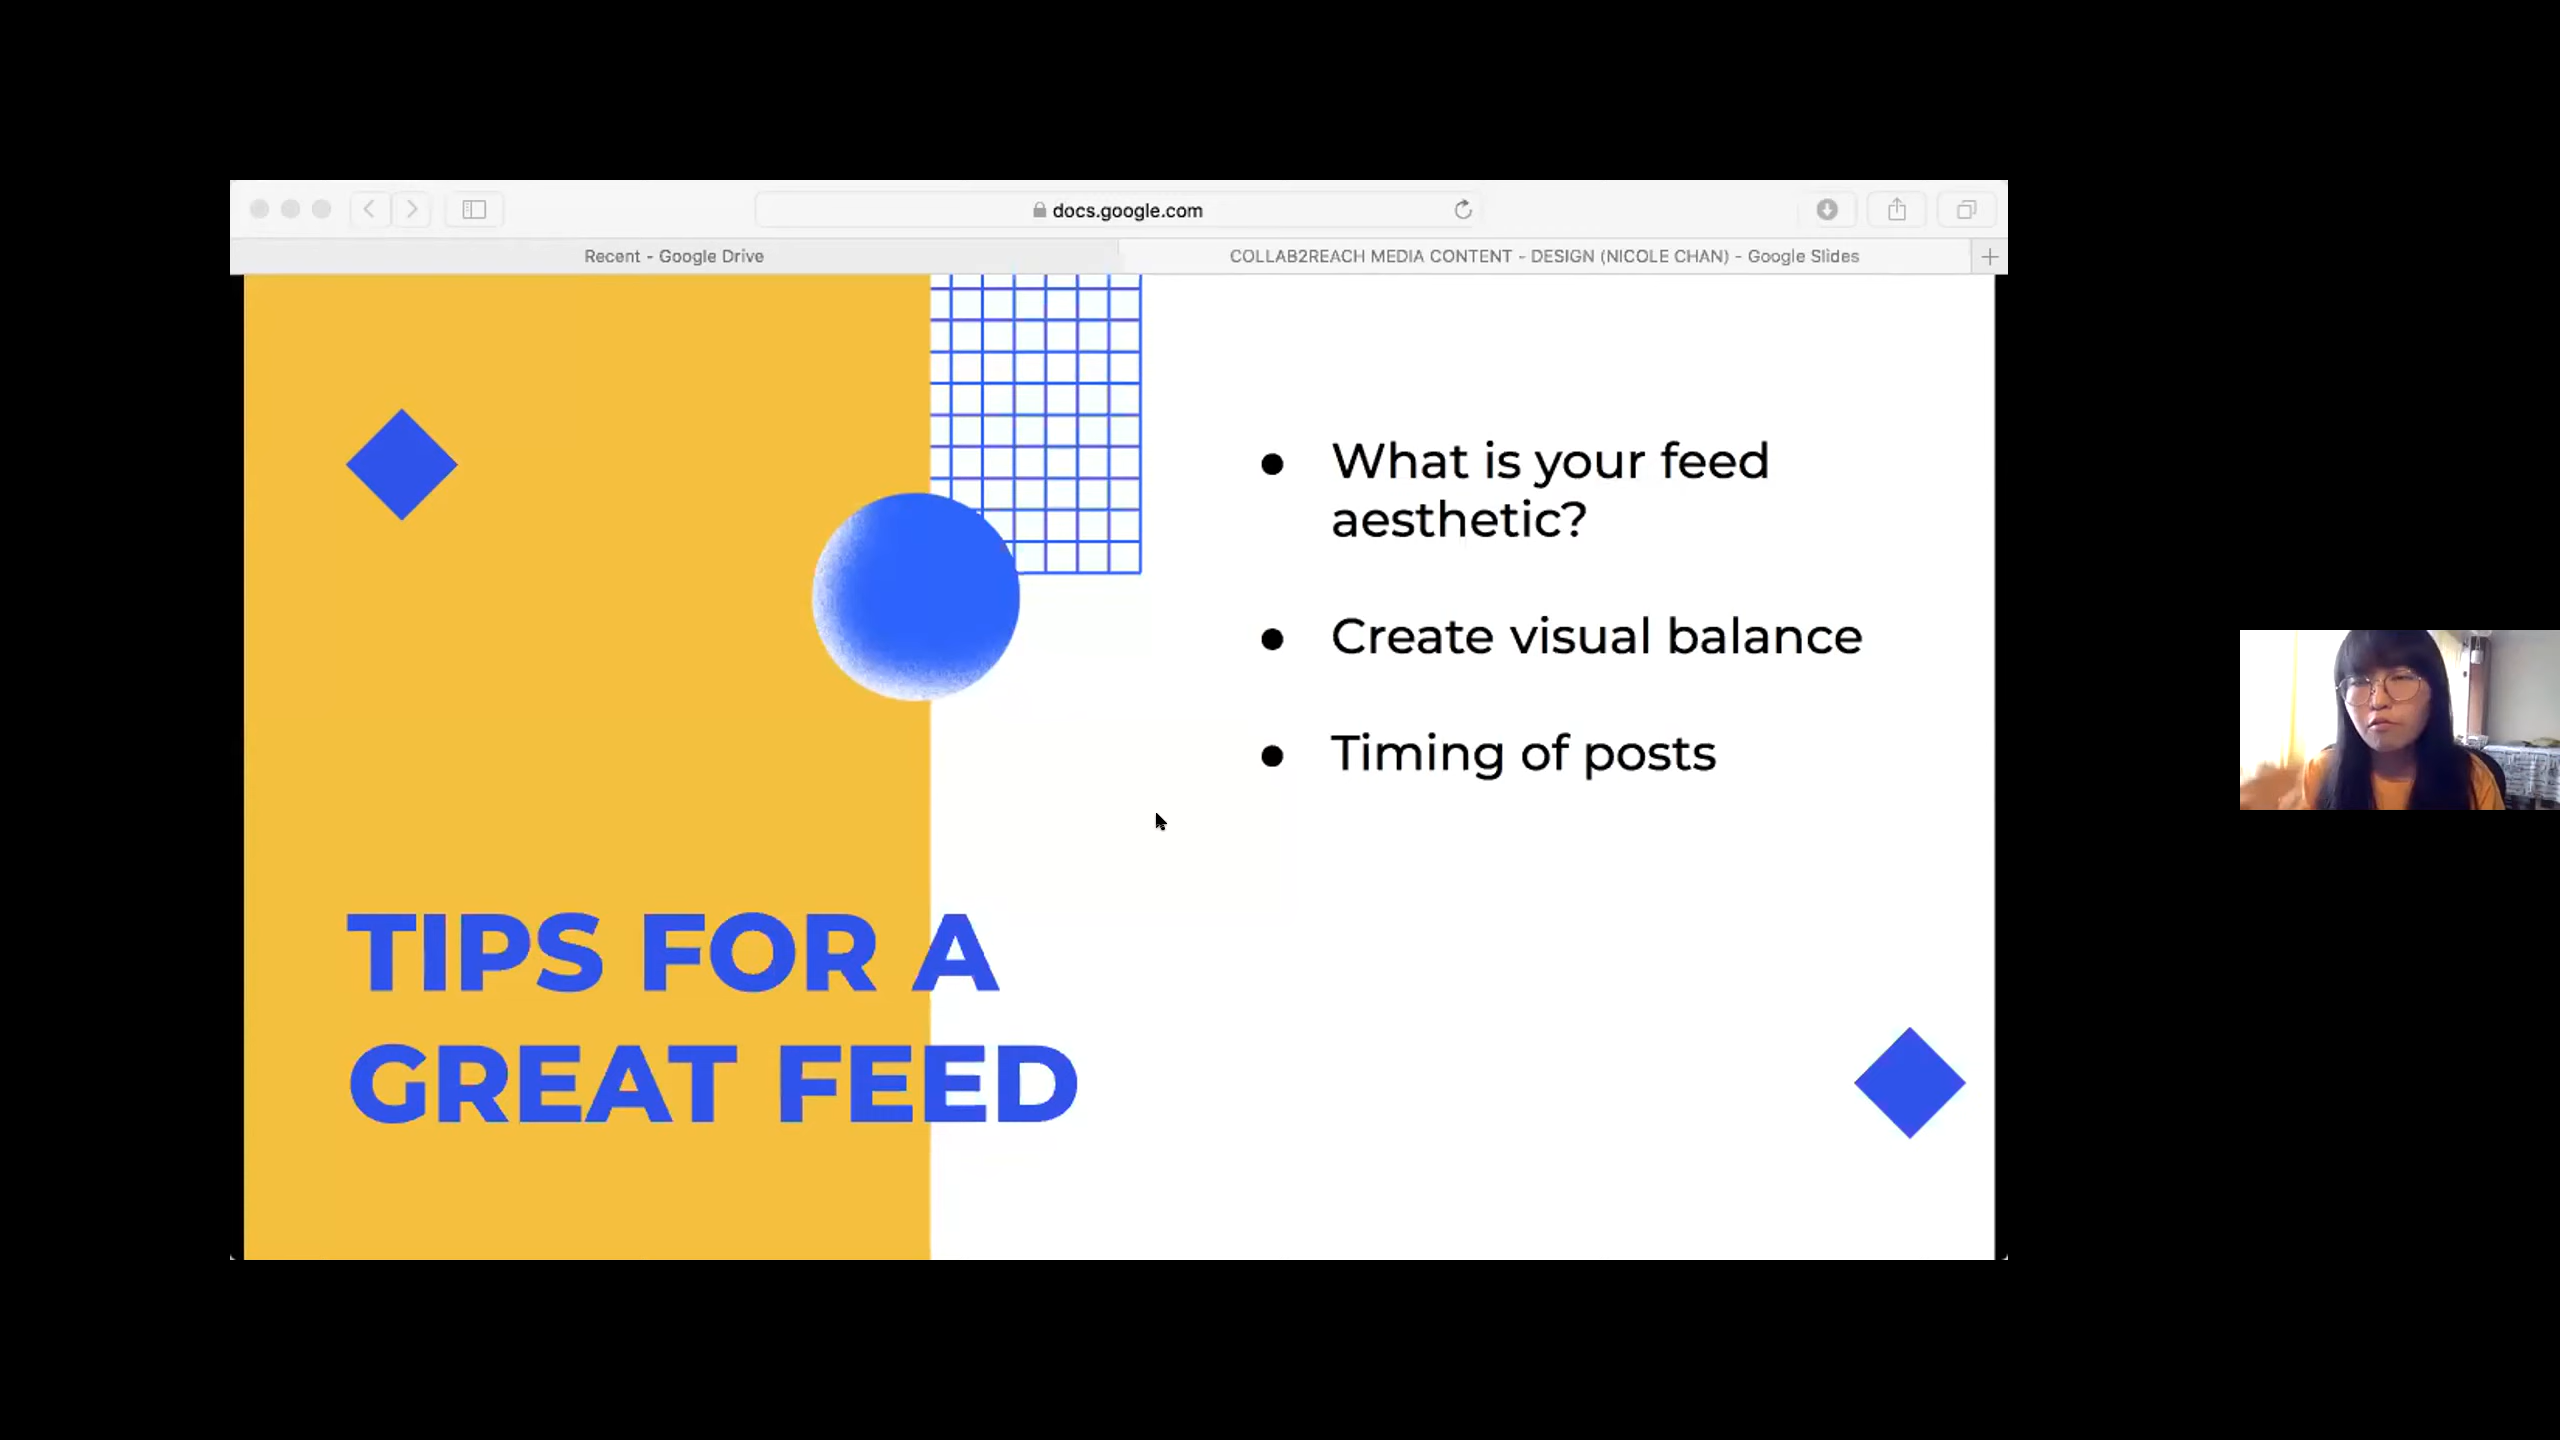 docs.google.com
Recent - Google Drive
COLLAB2REACH MEDIA CONTENT - DESIGN (NICOLE CHAN) - Google Slides
TIPS FOR A
GREAT FEED
● What is your feed
aesthetic?
● Create visual balance
● Timing of posts